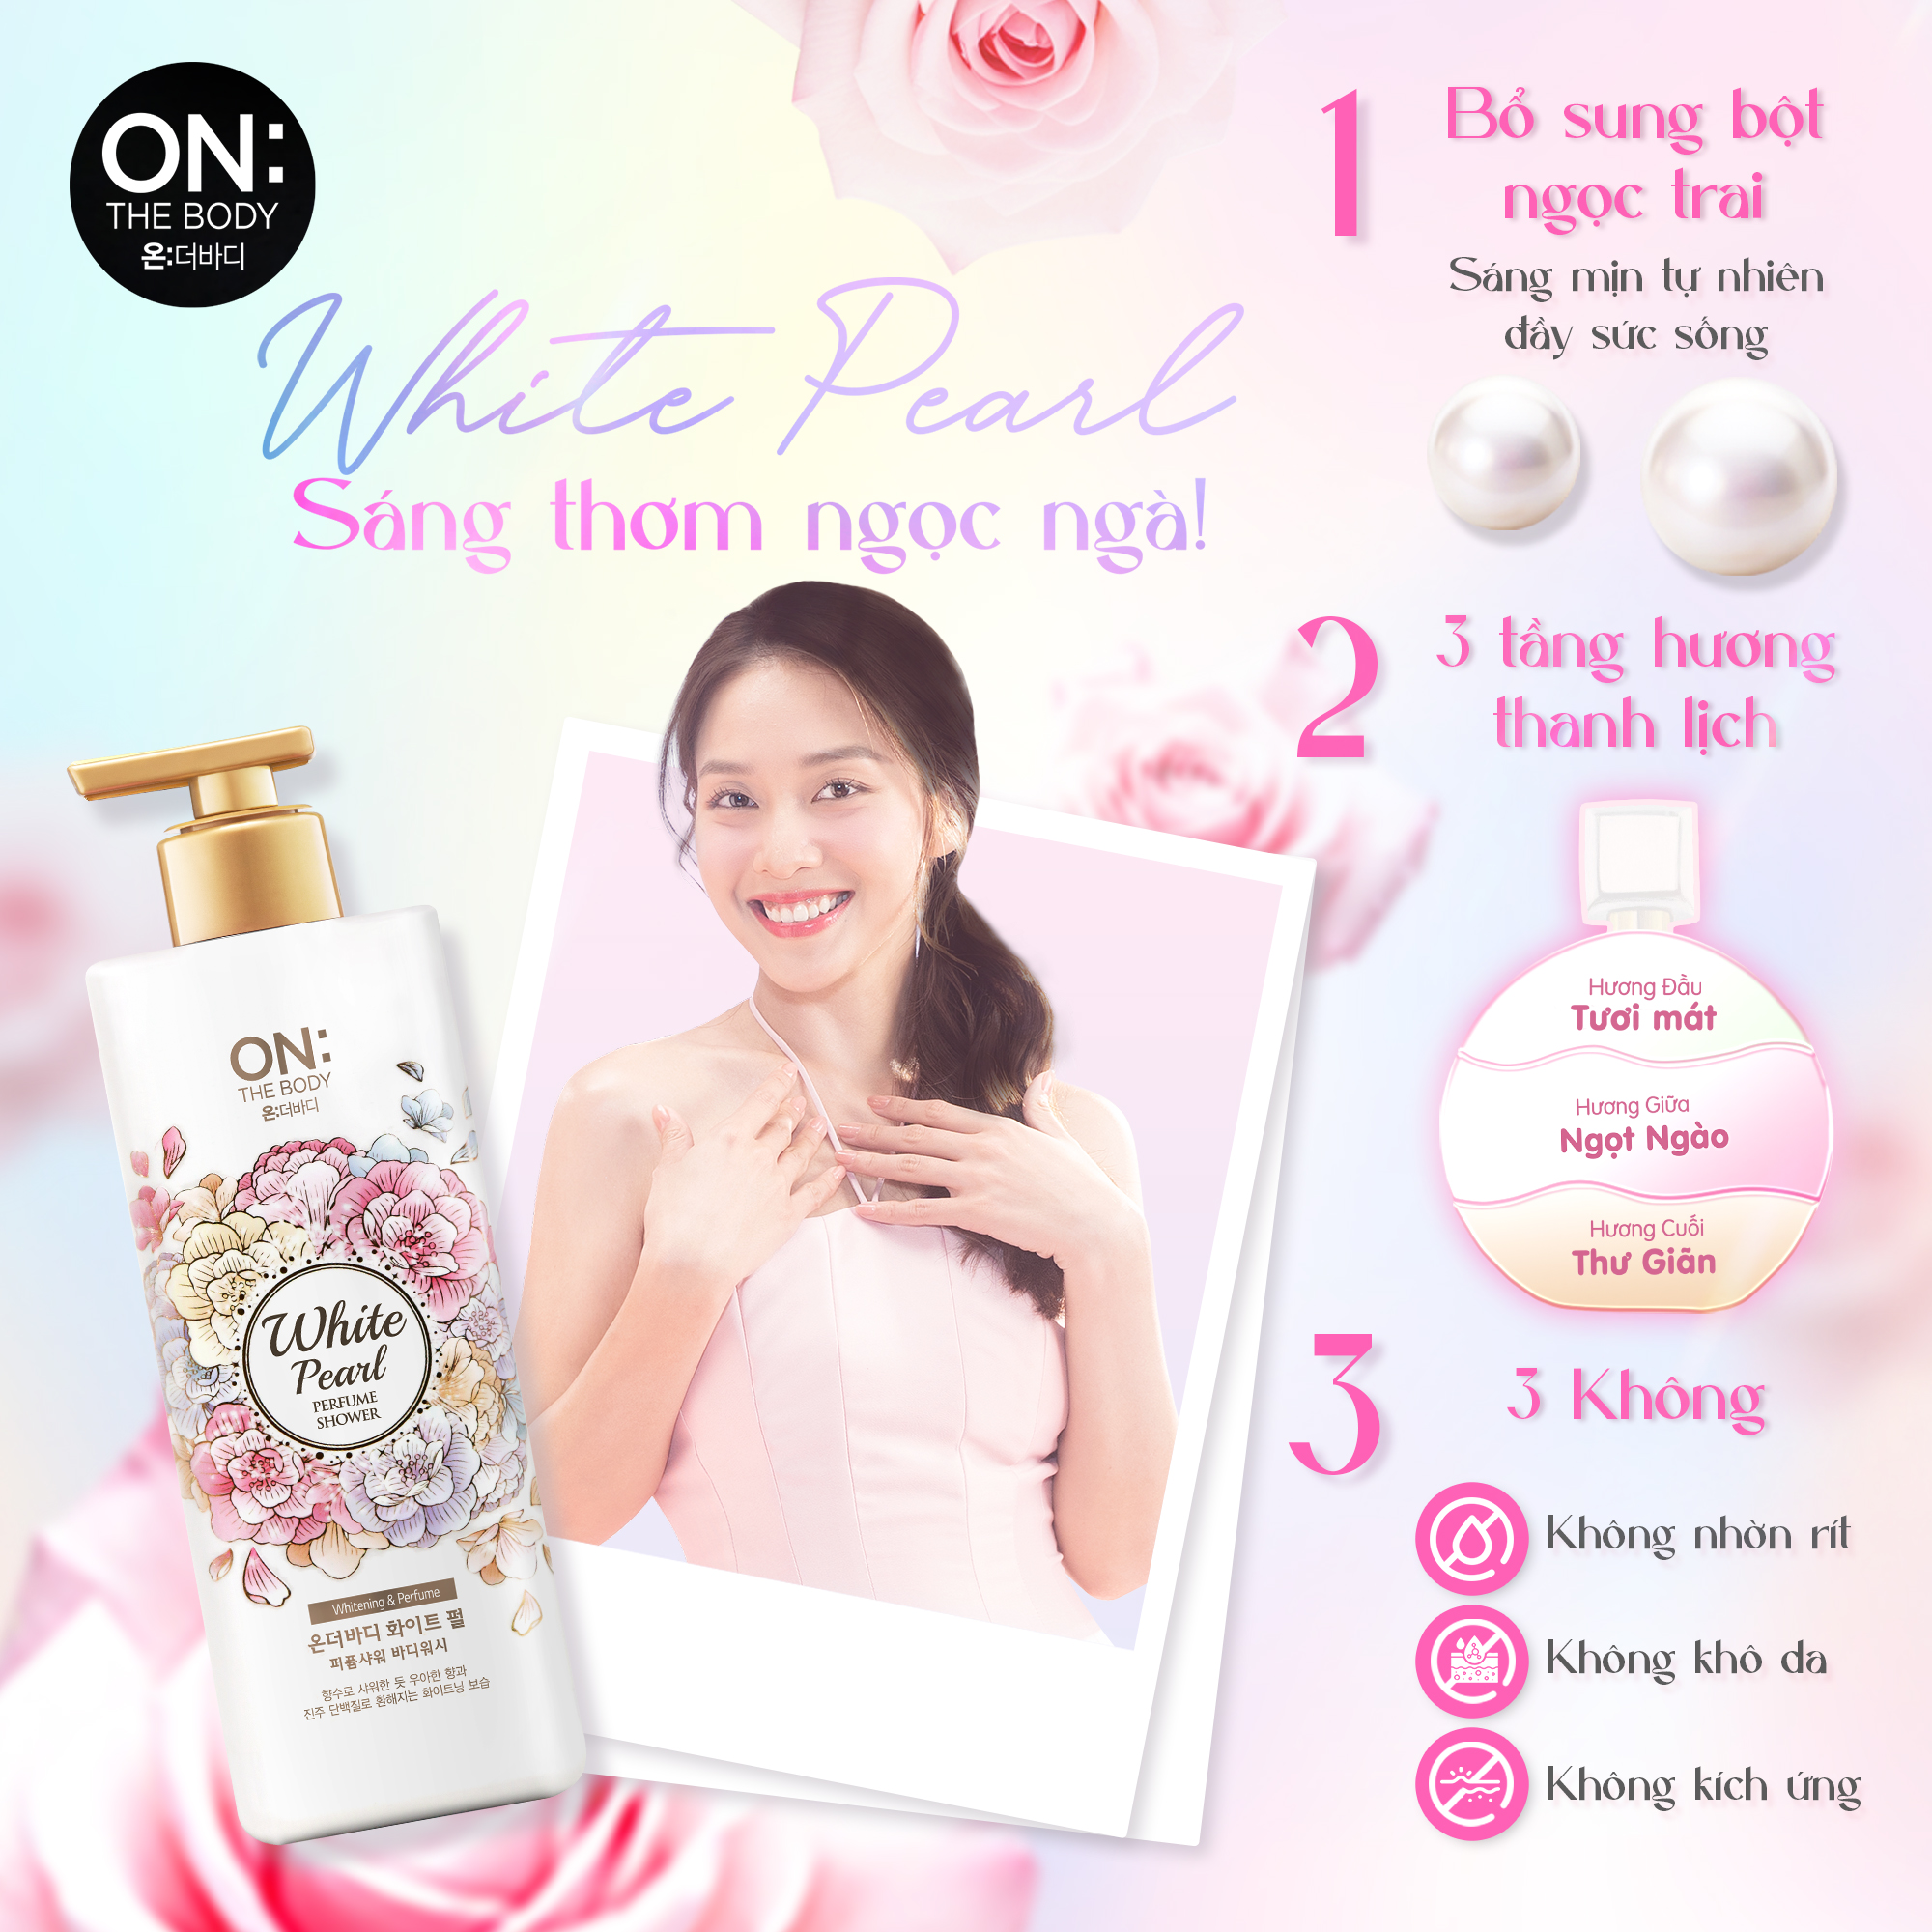 ON:
THE BODY
온:더바디
White Pearl
Sáng thơm ngọc ngà!
1
Bổ sung bột
ngọc trai
Sáng mịn tự nhiên
đầy sức sống
2
3 tầng hương
thanh lịch
Hương Đầu
Tươi mát
Hương Giữa
Ngọt Ngào
Hương Cuối
Thư Giãn
3
3 Không
Không nhờn rít
Không khô da
Không kích ứng
ON:
THE BODY
온:더바디
White
Pearl
PERFUME
SHOWER
Whitening & Perfume
온더바디 화이트 펄
퍼퓸샤워 바디워시
향수로 샤워한 듯 우아한 향과
진주 단백질로 환해지는 화이트닝 보습